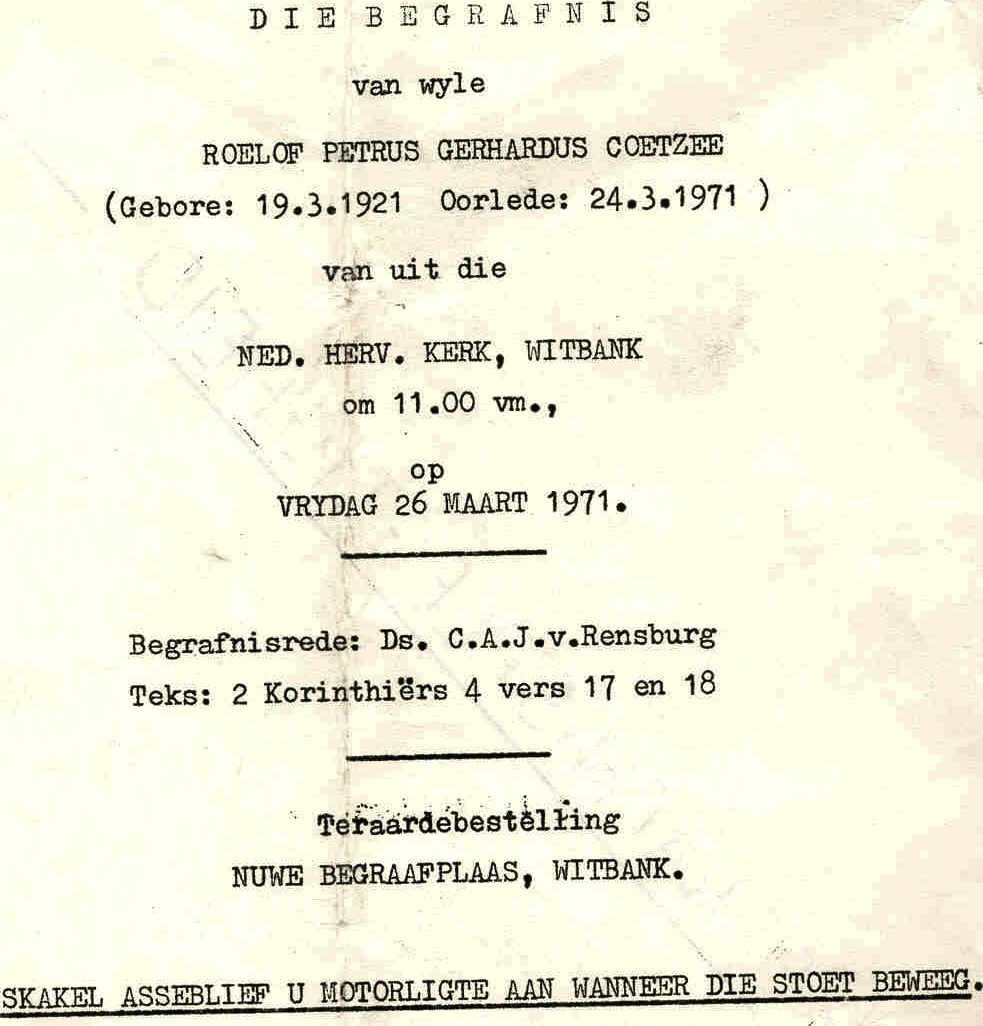 D I E B E G R A F N I S
van wyle
ROELOF PETRUS GERHARDUS COETZEE
(Gebore: 19.3.1921 Oorlede: 24.3.1971 )
van uit die
NED. HERV. KERK, WITBANK
om 11.00 vm.,
op
VRYDAG 26 MAART 1971.
Begrafnisrede: Ds. C.A.J.v.Rensburg
Teks: 2 Korinthiërs 4 vers 17 en 18
Teraardebestelling
NUWE BEGRAAFPLAAS, WITBANK.
SKAKEL ASSEBLIEF U MOTORLIGTE AAN WANNEER DIE STOET BEWEEG.